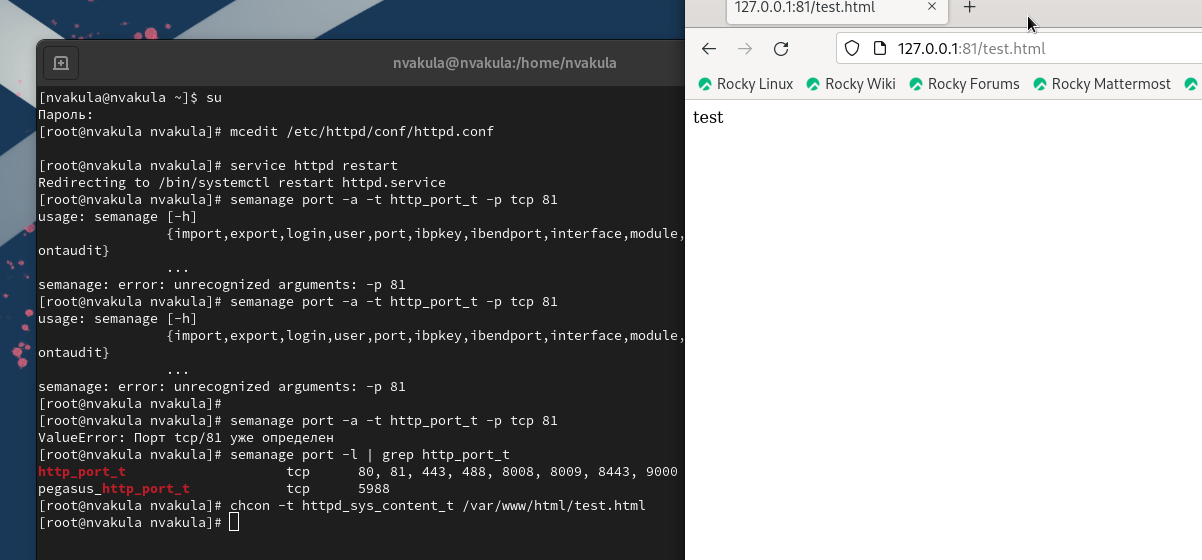 nvakula@nvakula:/home/nvakula
[nvakula@nvakula ~]$ su
Пароль:
[root@nvakula nvakula]# mcedit /etc/httpd/conf/httpd.conf
[root@nvakula nvakula]# service httpd restart
Redirecting to /bin/systemctl restart httpd.service
[root@nvakula nvakula]# semanage port -a -t http_port_t -p tcp 81
usage: semanage [-h]
{import,export,login,user,port,ibpkey,ibendport,interface,module,
ontaudit}
...
semanage: error: unrecognized arguments: -p 81
[root@nvakula nvakula]# semanage port -a -t http_port_t -p tcp 81
usage: semanage [-h]
{import,export,login,user,port,ibpkey,ibendport,interface,module,
ontaudit}
...
semanage: error: unrecognized arguments: -p 81
[root@nvakula nvakula]#
[root@nvakula nvakula]# semanage port -a -t http_port_t -p tcp 81
ValueError: Порт tcp/81 уже определен
[root@nvakula nvakula]# semanage port -l | grep http_port_t
http_port_t tcp 80, 81, 443, 488, 8008, 8009, 8443, 9000
pegasus_http_port_t tcp 5988
[root@nvakula nvakula]# chcon -t httpd_sys_content_t /var/www/html/test.html
[root@nvakula nvakula]#
127.0.0.1:81/test.html
127.0.0.1:81/test.html
Rocky Linux Rocky Wiki Rocky Forums Rocky Mattermost
test